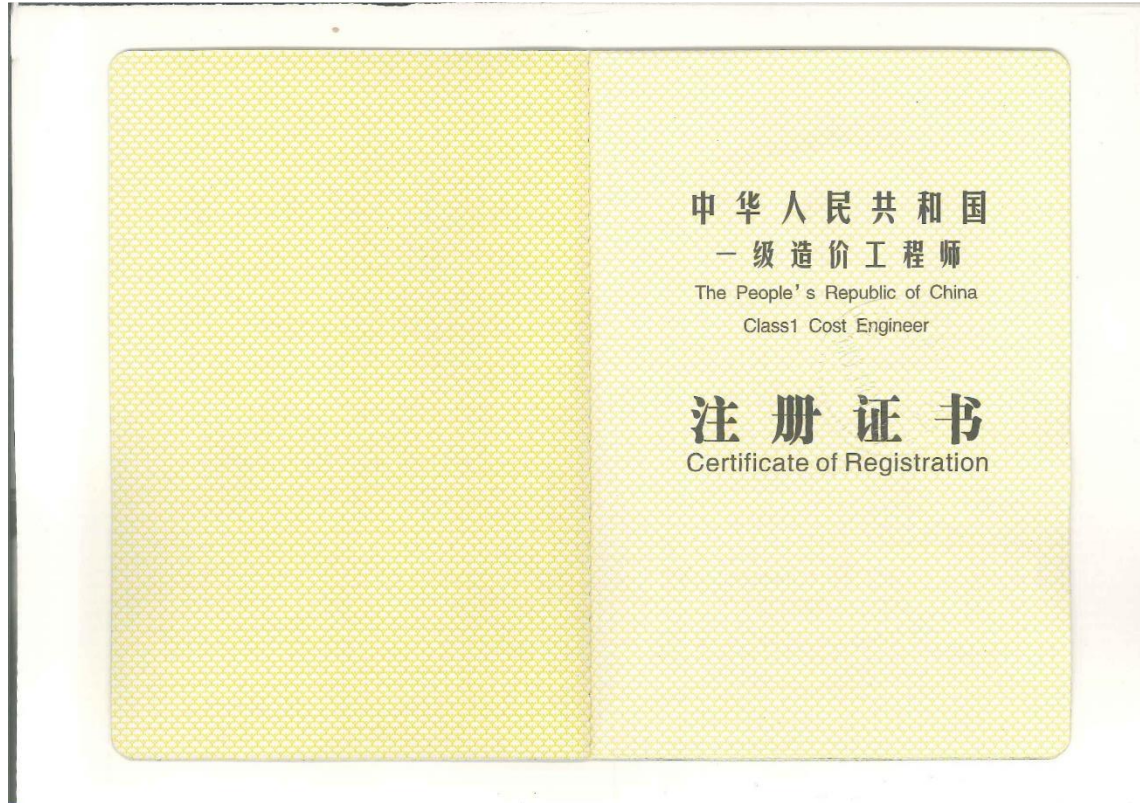 中华人民共和国
一级造价工程师
The People's Republic of China
Class1 Cost Engineer
注册证书
Certificate of Registration